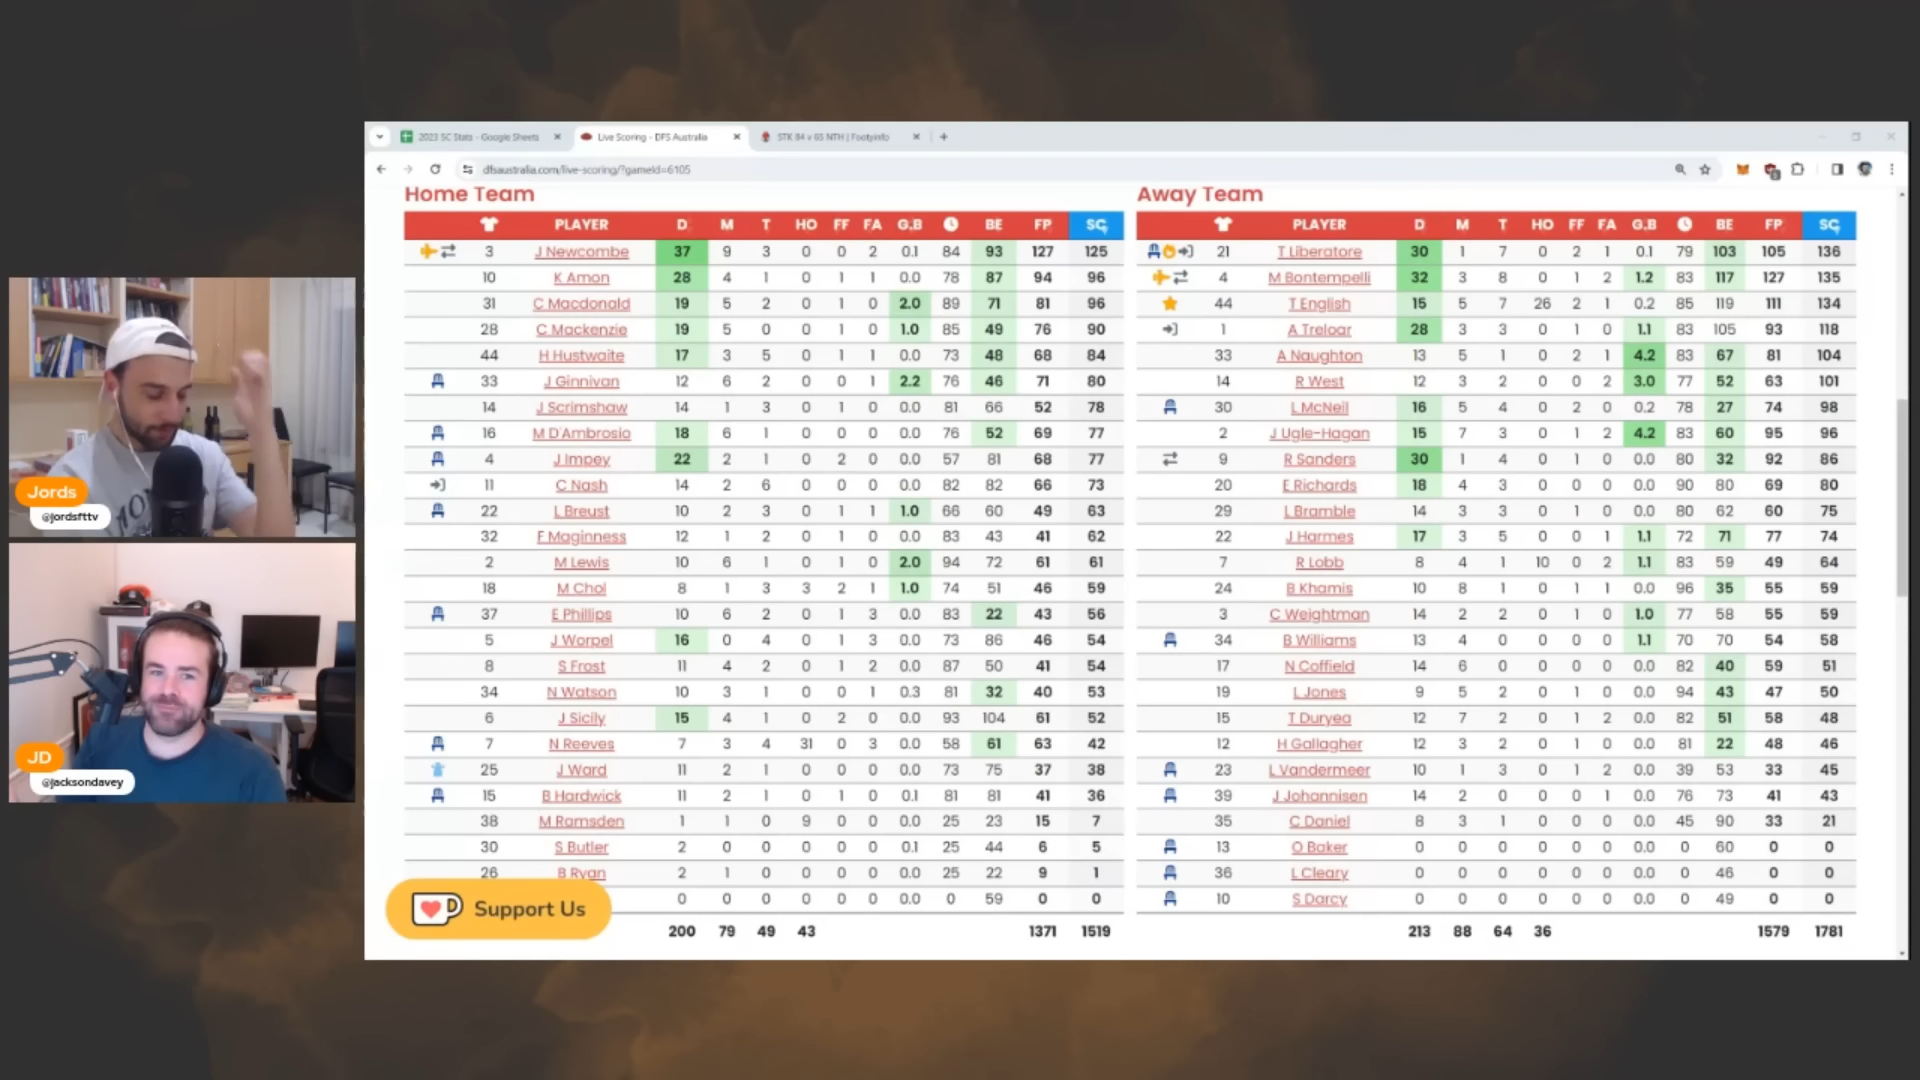 2023 SC Stats - Google Sheets
Live Scoring - DFS Australia
STK 84 v 65 NTH | Footyinfo
dfsaustralia.com/live-scoring/?gameId=6105
Home Team
PLAYER D M T HO FF FA G.B BE FP SC
3 J Newcombe 37 9 3 0 0 2 0.1 84 93 127 125
10 K Amon 28 4 1 0 1 1 0.0 78 87 94 96
31 C Macdonald 19 5 2 0 1 0 2.0 89 71 81 96
28 C Mackenzie 19 5 0 0 1 0 1.0 85 49 76 90
44 H Hustwaite 17 3 5 0 1 1 0.0 73 48 68 84
33 J Ginnivan 12 6 2 0 0 1 2.2 76 46 71 80
14 J Scrimshaw 14 1 3 0 1 0 0.0 81 66 52 78
16 M D'Ambrosio 18 6 1 0 0 0 0.0 76 52 69 77
4 J Impey 22 2 1 0 2 0 0.0 57 81 68 77
11 C Nash 14 2 6 0 0 0 0.0 82 82 66 73
22 L Breust 10 2 3 0 1 1 1.0 66 60 49 63
32 F Maginness 12 1 2 0 1 0 0.0 83 43 41 62
2 M Lewis 10 6 1 0 1 0 2.0 94 72 61 61
18 M Chol 8 1 3 3 2 1 1.0 74 51 46 59
37 E Phillips 10 6 2 0 1 3 0.0 83 22 43 56
5 J Worpel 16 0 4 0 1 3 0.0 73 86 46 54
8 S Frost 11 4 2 0 1 2 0.0 87 50 41 54
34 N Watson 10 3 1 0 0 1 0.3 81 32 40 53
6 J Sicily 15 4 1 0 2 0 0.0 93 104 61 52
7 N Reeves 7 3 4 31 0 3 0.0 58 61 63 42
25 J Ward 11 2 1 0 0 0 0.0 73 75 37 38
15 B Hardwick 11 2 1 0 1 0 0.1 81 81 41 36
38 M Ramsden 1 1 0 9 0 0 0.0 25 23 15 7
30 S Butler 2 0 0 0 0 0 0.1 25 44 6 5
26 B Ryan 2 1 0 0 0 0 0.0 25 22 9 1
0 0 0 0 0 0 0.0 0 59 0 0
200 79 49 43 1371 1519
Away Team
PLAYER D M T HO FF FA G.B BE FP SC
21 T Liberatore 30 1 7 0 2 1 0.1 79 103 105 136
4 M Bontempelli 32 3 8 0 1 2 1.2 83 117 127 135
44 T English 15 5 7 26 2 1 0.2 85 119 111 134
1 A Treloar 28 3 3 0 1 0 1.1 83 105 93 118
33 A Naughton 13 5 1 0 2 1 4.2 83 67 81 104
14 R West 12 3 2 0 0 2 3.0 77 52 63 101
30 L McNeil 16 5 4 0 2 0 0.2 78 27 74 98
2 J Ugle-Hagan 15 7 3 0 1 2 4.2 83 60 95 96
9 R Sanders 30 1 4 0 1 0 0.0 80 32 92 86
20 E Richards 18 4 3 0 0 0 0.0 90 80 69 80
29 L Bramble 14 3 3 0 1 0 0.0 80 62 60 75
22 J Harmes 17 3 5 0 0 1 1.1 72 71 77 74
7 R Lobb 8 4 1 10 0 2 1.1 83 59 49 64
24 B Khamis 10 8 1 0 1 1 0.0 96 35 55 59
3 C Weightman 14 2 2 0 1 0 1.0 77 58 55 59
34 B Williams 13 4 0 0 0 0 1.1 70 70 54 58
17 N Coffield 14 6 0 0 0 0 0.0 82 40 59 51
19 L Jones 9 5 2 0 1 0 0.0 94 43 47 50
15 T Duryea 12 7 2 0 1 2 0.0 82 51 58 48
12 H Gallagher 12 3 2 0 1 0 0.0 81 22 48 46
23 L Vandermeer 10 1 3 0 1 2 0.0 39 53 33 45
39 J Johannisen 14 2 0 0 0 1 0.0 76 73 41 43
35 C Daniel 8 3 1 0 0 0 0.0 45 90 33 21
13 O Baker 0 0 0 0 0 0 0.0 0 60 0 0
36 L Cleary 0 0 0 0 0 0 0.0 0 46 0 0
10 S Darcy 0 0 0 0 0 0 0.0 0 49 0 0
213 88 64 36 1579 1781
Support Us
Jords
@jordsfttv
JD
@jacksondavey